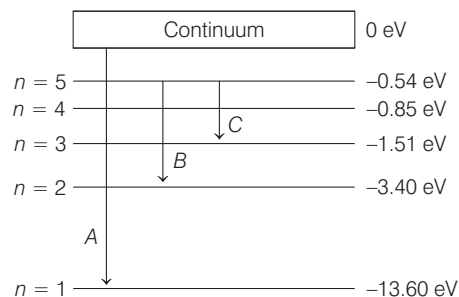 Continuum 0 eV
n = 5 –0.54 eV
n = 4 –0.85 eV
C
n = 3 –1.51 eV
B
n = 2 –3.40 eV
A
n = 1 –13.60 eV